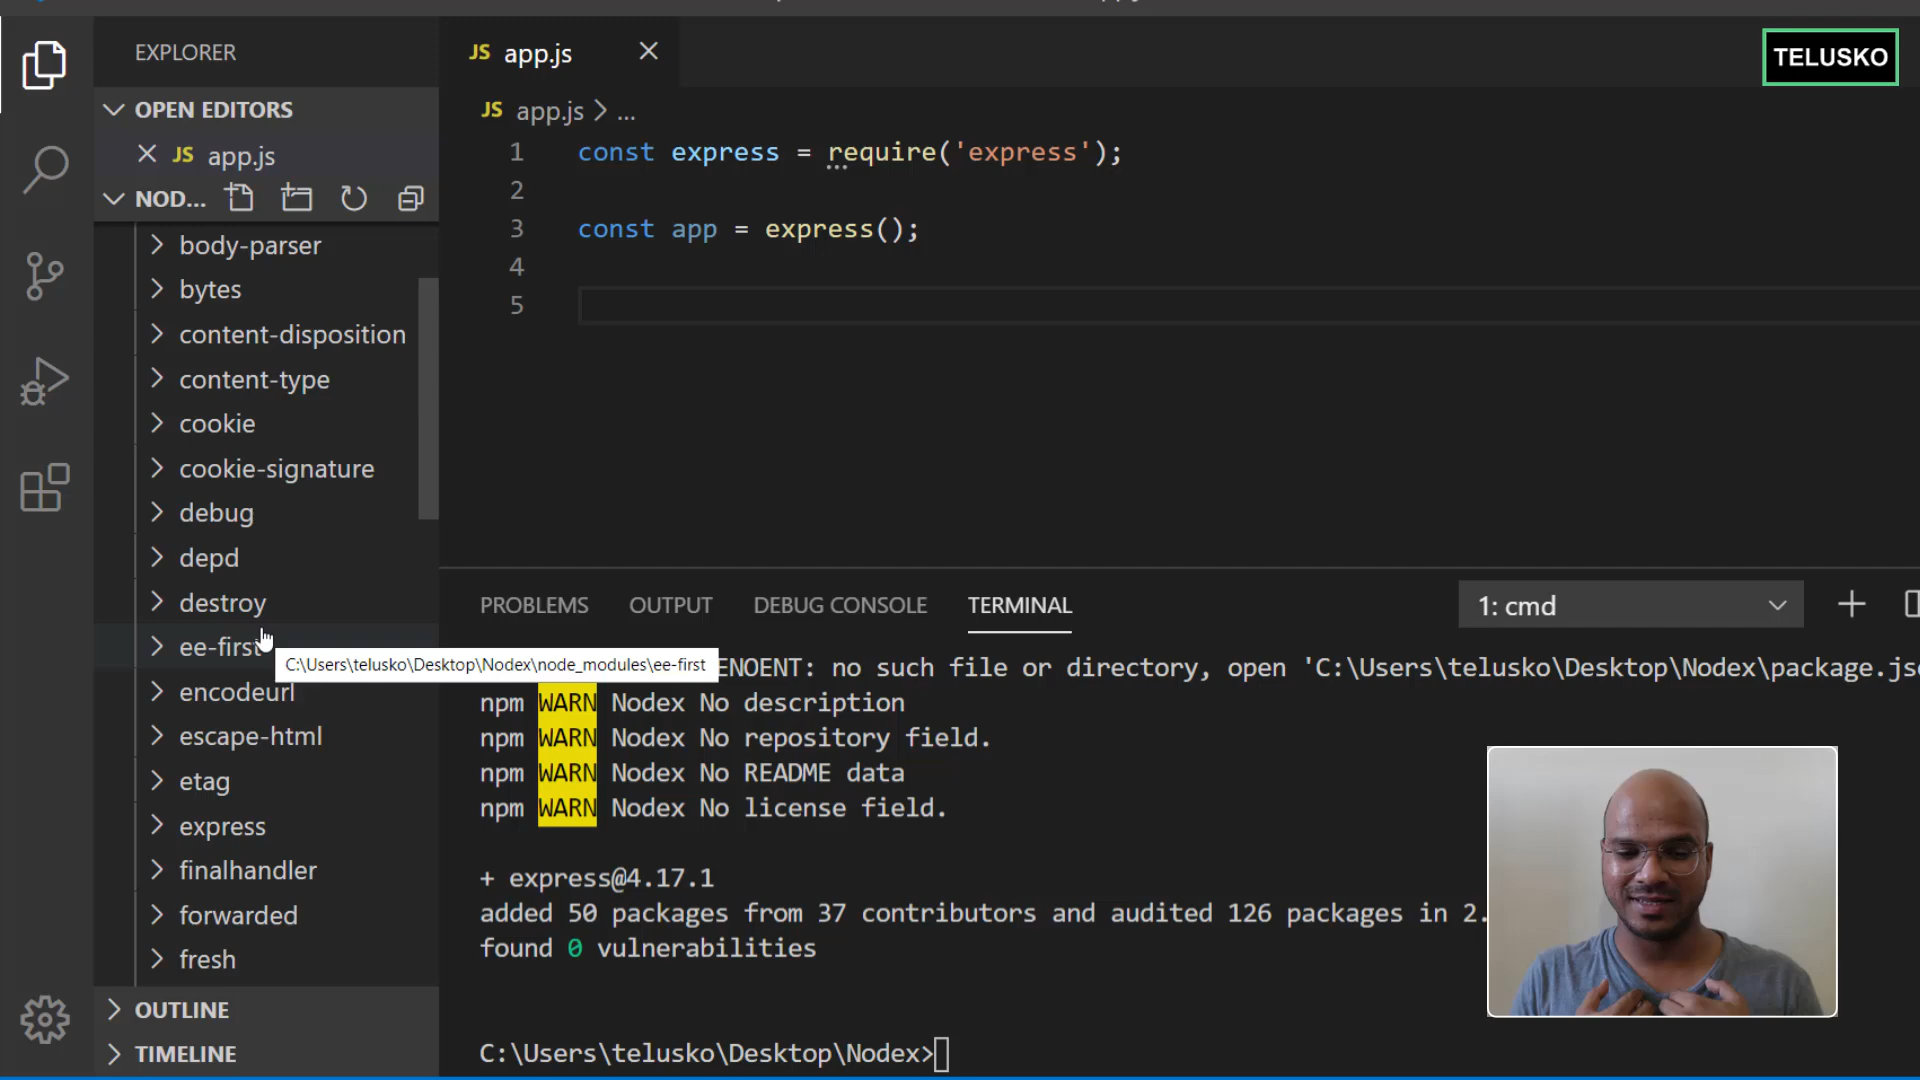 EXPLORER
OPEN EDITORS
JS app.js
NOD...
body-parser
bytes
content-disposition
content-type
cookie
cookie-signature
debug
depd
destroy
ee-first
C:\Users\telusko\Desktop\Nodex\node_modules\ee-first
encodeurl
escape-html
etag
express
finalhandler
forwarded
fresh
OUTLINE
TIMELINE
JS app.js
TELUSKO
JS app.js > ...
1 const express = require('express');
2
3 const app = express();
4
5
PROBLEMS OUTPUT DEBUG CONSOLE TERMINAL
1: cmd
ENOENT: no such file or directory, open 'C:\Users\telusko\Desktop\Nodex\package.js
npm WARN Nodex No description
npm WARN Nodex No repository field.
npm WARN Nodex No README data
npm WARN Nodex No license field.
+ express@4.17.1
added 50 packages from 37 contributors and audited 126 packages in 2.
found 0 vulnerabilities
C:\Users\telusko\Desktop\Nodex>